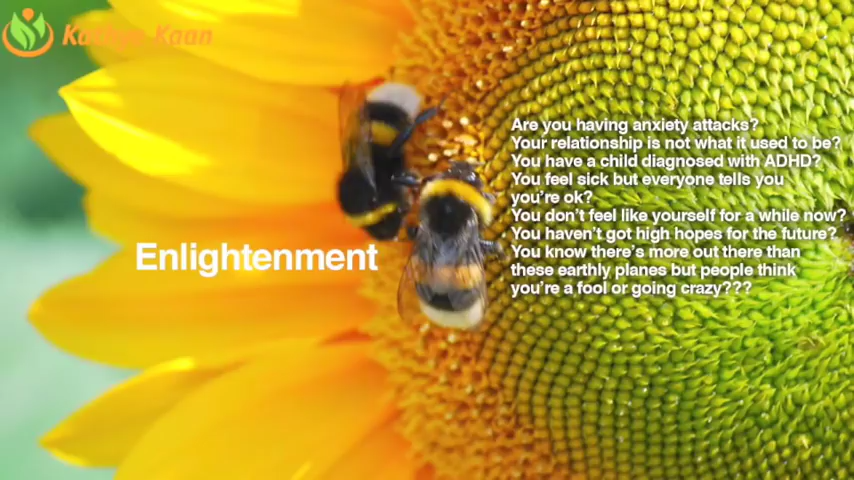 Kathya Kaan
Are you having anxiety attacks?
Your relationship is not what it used to be?
You have a child diagnosed with ADHD?
You feel sick but everyone tells you
you're ok?
You don't feel like yourself for a while now?
You haven't got high hopes for the future?
You know there's more out there than
these earthly planes but people think
you're a fool or going crazy???
Enlightenment